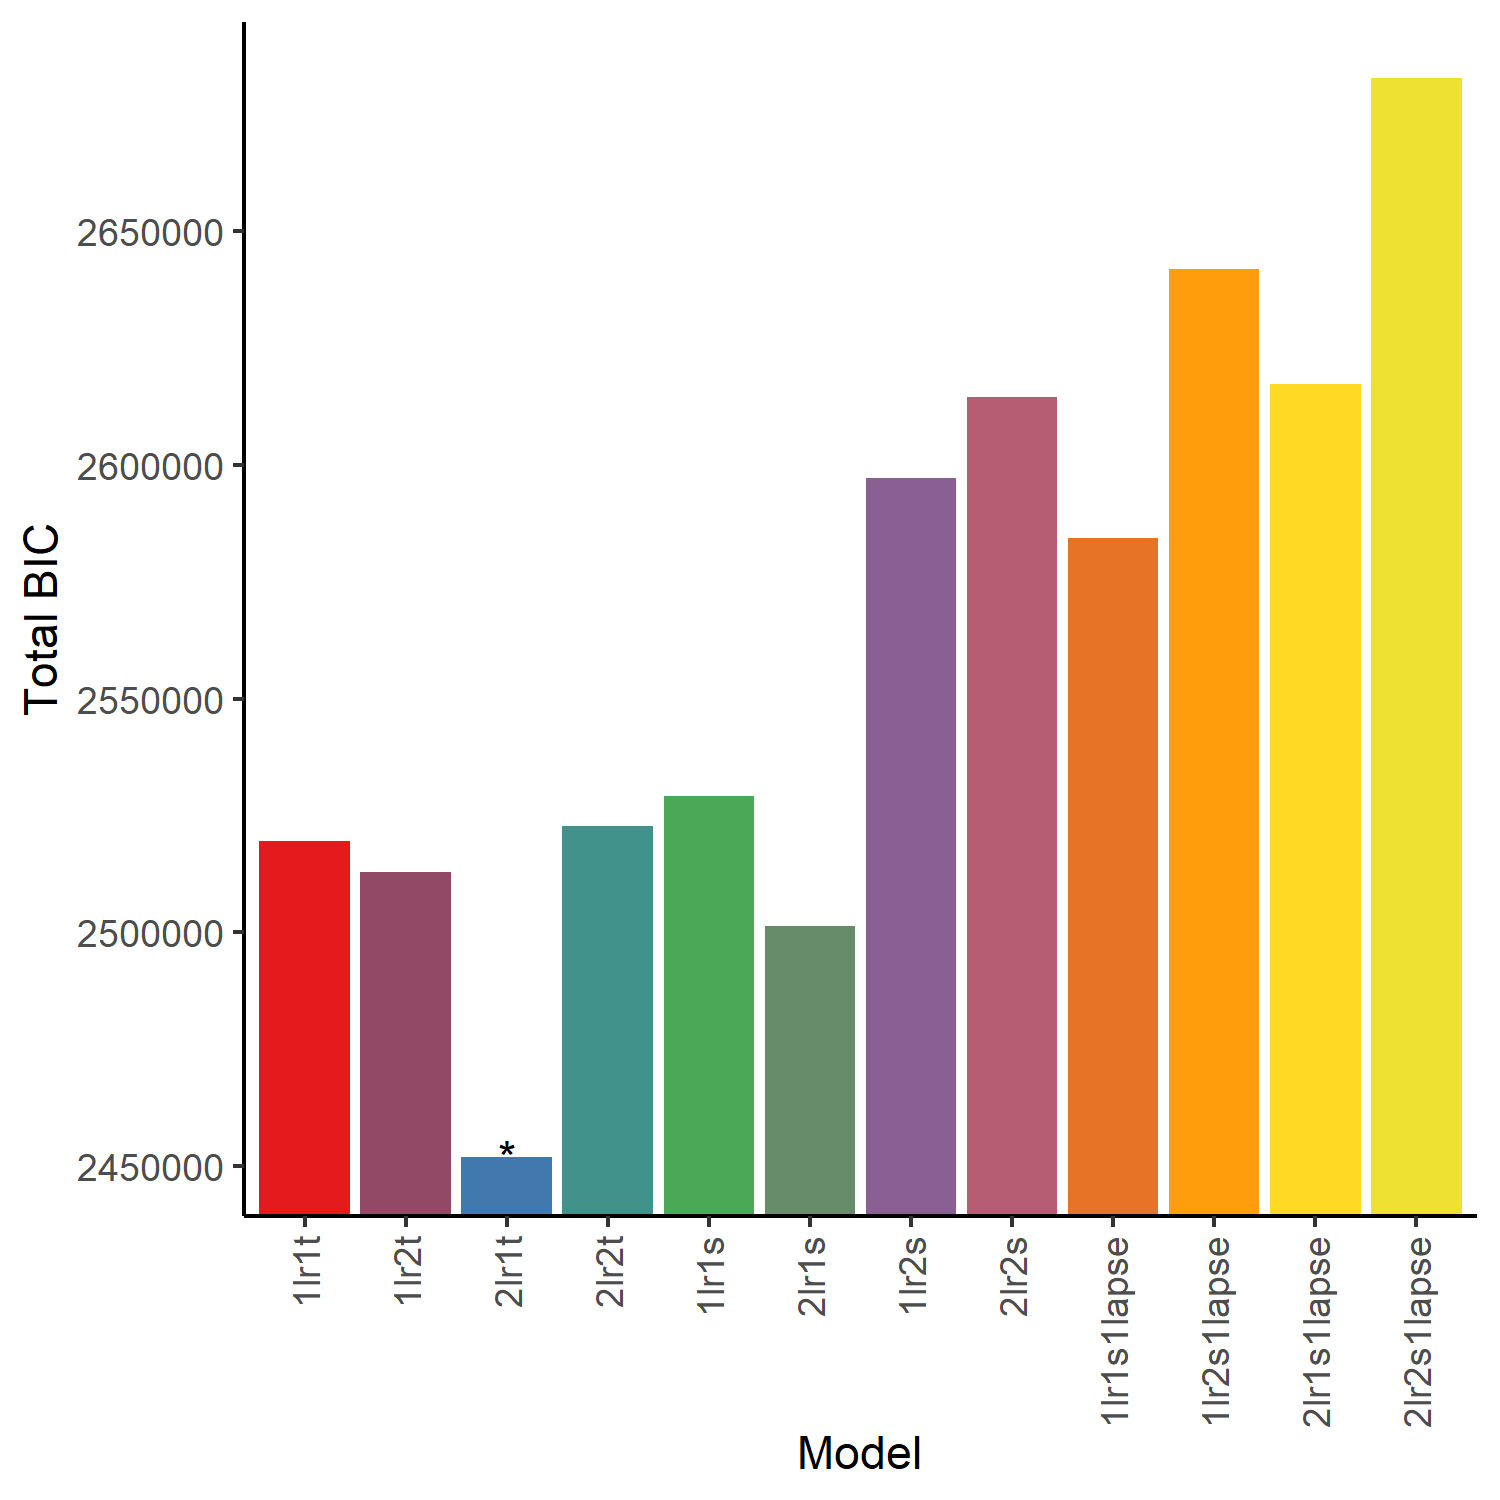 Total BIC
2650000
2600000
2550000
2500000
2450000
*
1lr1t
1lr2t
2lr1t
2lr2t
1lr1s
2lr1s
1lr2s
2lr2s
1lr1s1lapse
1lr2s1lapse
2lr1s1lapse
2lr2s1lapse
Model